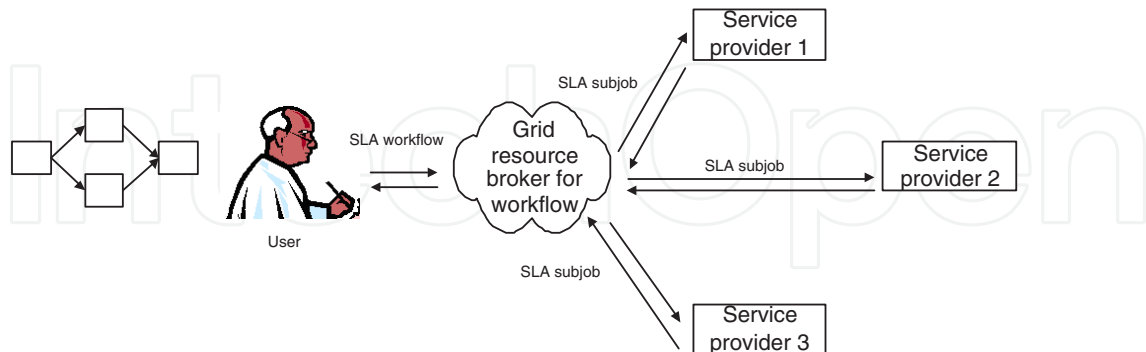 Service
provider 1
SLA subjob
SLA workflow
Grid
resource
broker for
workflow
SLA subjob
Service
provider 2
User
SLA subjob
Service
provider 3
IntechOpen